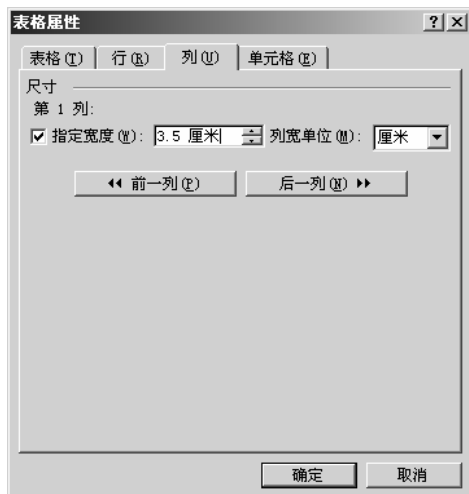 表格属性
表格(T) 行(R) 列(U) 单元格(E)
尺寸
第 1 列:
指定宽度(W): 3.5 厘米 列宽单位(M): 厘米
前一列(P) 后一列(N)
确定 取消